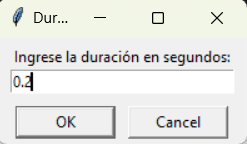 Dur...
Ingrese la duración en segundos:
0.2
OK
Cancel